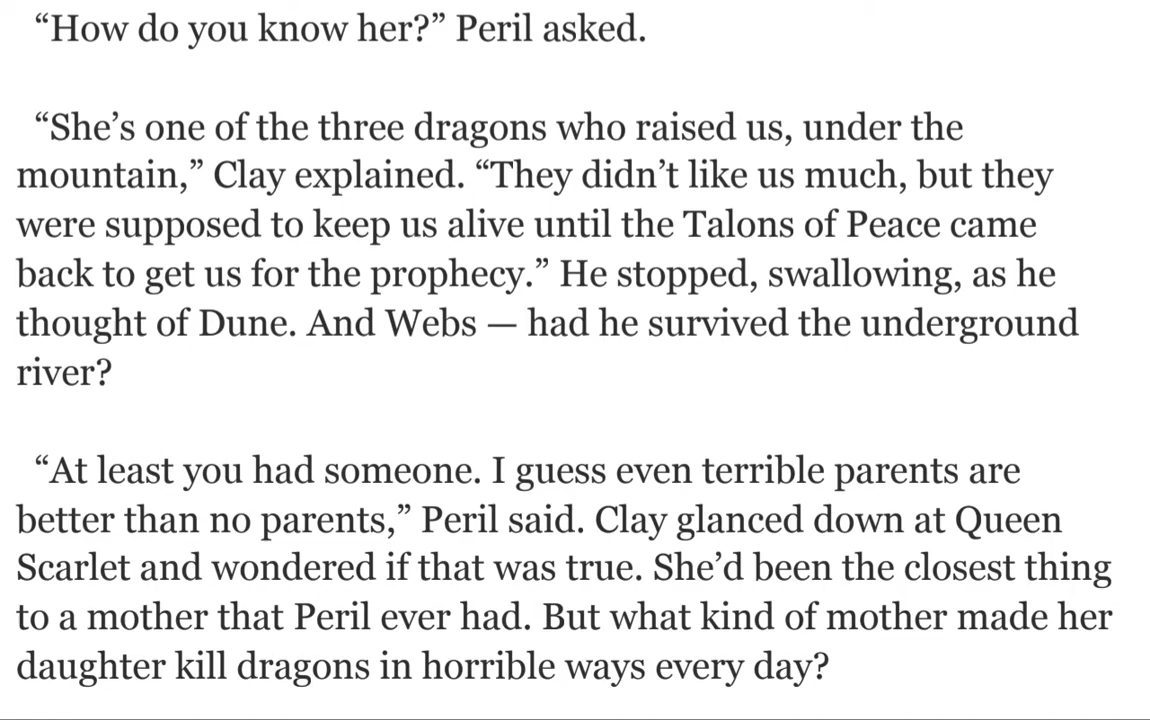 “How do you know her?” Peril asked.
“She’s one of the three dragons who raised us, under the
mountain,” Clay explained. “They didn’t like us much, but they
were supposed to keep us alive until the Talons of Peace came
back to get us for the prophecy.” He stopped, swallowing, as he
thought of Dune. And Webs — had he survived the underground
river?
“At least you had someone. I guess even terrible parents are
better than no parents,” Peril said. Clay glanced down at Queen
Scarlet and wondered if that was true. She’d been the closest thing
to a mother that Peril ever had. But what kind of mother made her
daughter kill dragons in horrible ways every day?